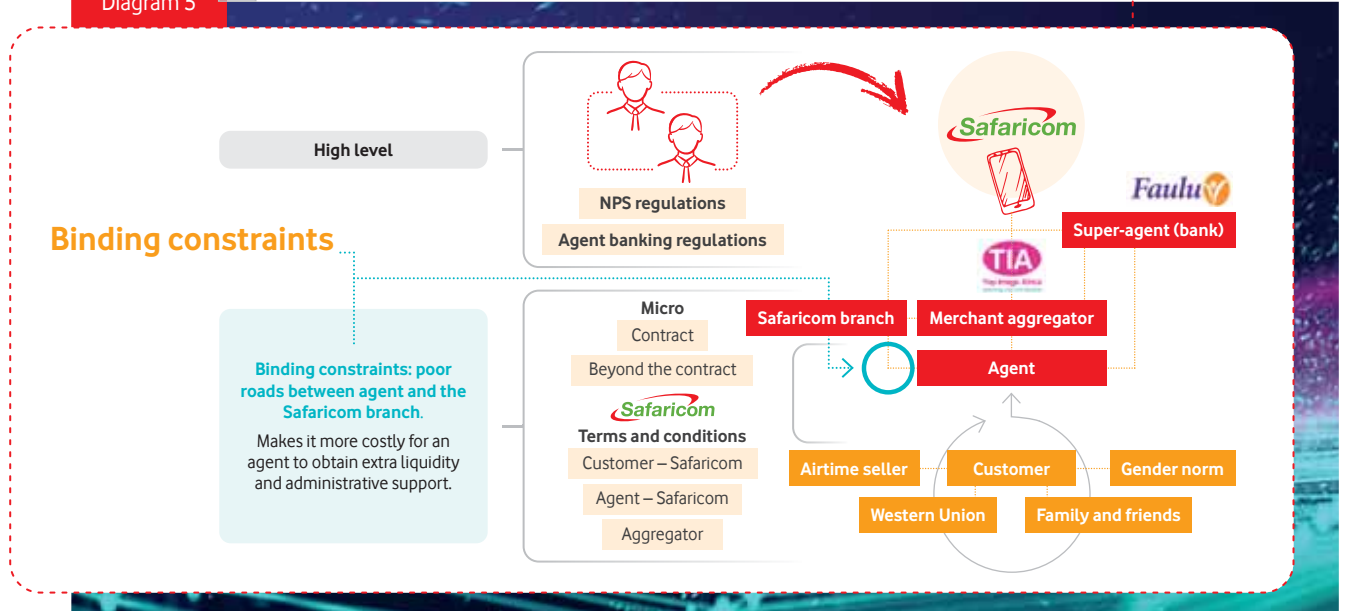 Diagram 5
High level
NPS regulations
Agent banking regulations
Safaricom
Faulu
Super-agent (bank)
TIA
Binding constraints
Micro
Contract
Beyond the contract
Safaricom
Terms and conditions
Customer – Safaricom
Agent – Safaricom
Aggregator
Binding constraints: poor
roads between agent and the
Safaricom branch.
Makes it more costly for an
agent to obtain extra liquidity
and administrative support.
Safaricom branch
Merchant aggregator
Agent
Airtime seller
Customer
Gender norm
Western Union
Family and friends